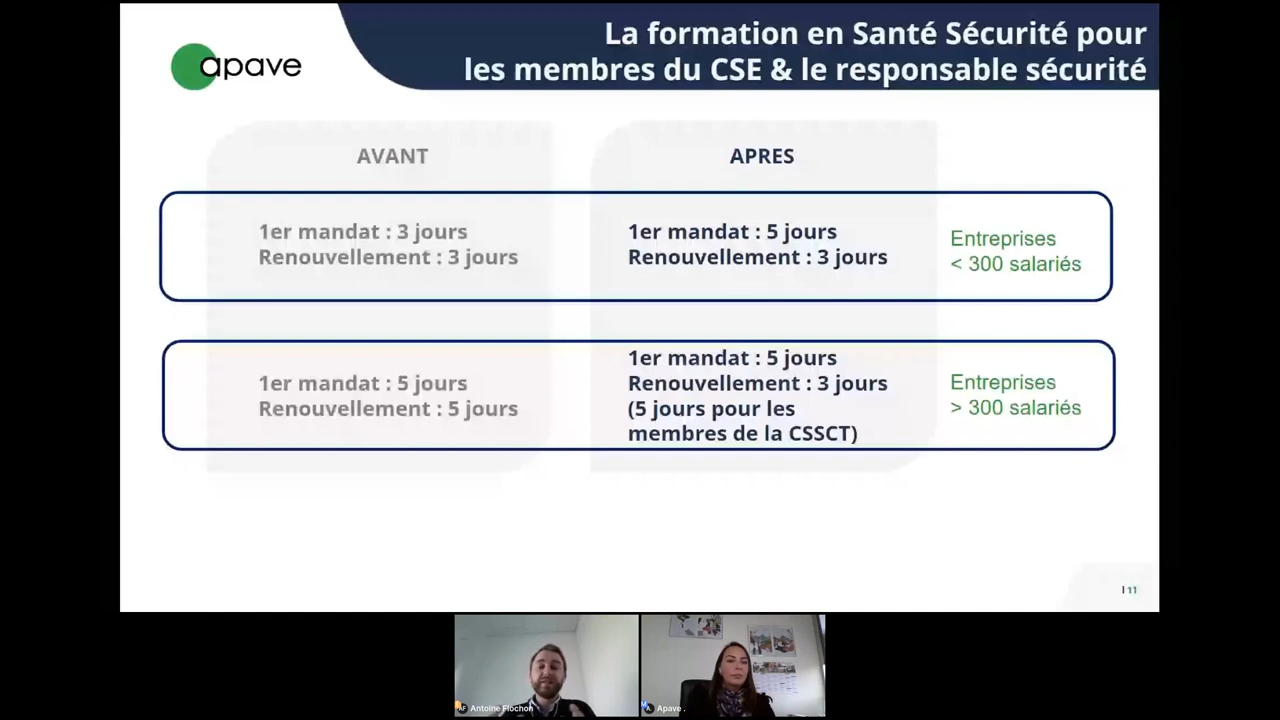 apave
La formation en Santé Sécurité pour
les membres du CSE & le responsable sécurité
AVANT
APRES
1er mandat : 3 jours
Renouvellement : 3 jours
1er mandat : 5 jours
Renouvellement : 3 jours
Entreprises
< 300 salariés
1er mandat : 5 jours
Renouvellement : 5 jours
1er mandat : 5 jours
Renouvellement : 3 jours
(5 jours pour les
membres de la CSSCT)
Entreprises
> 300 salariés
11
AF Antoine Flochon
A. Apave .